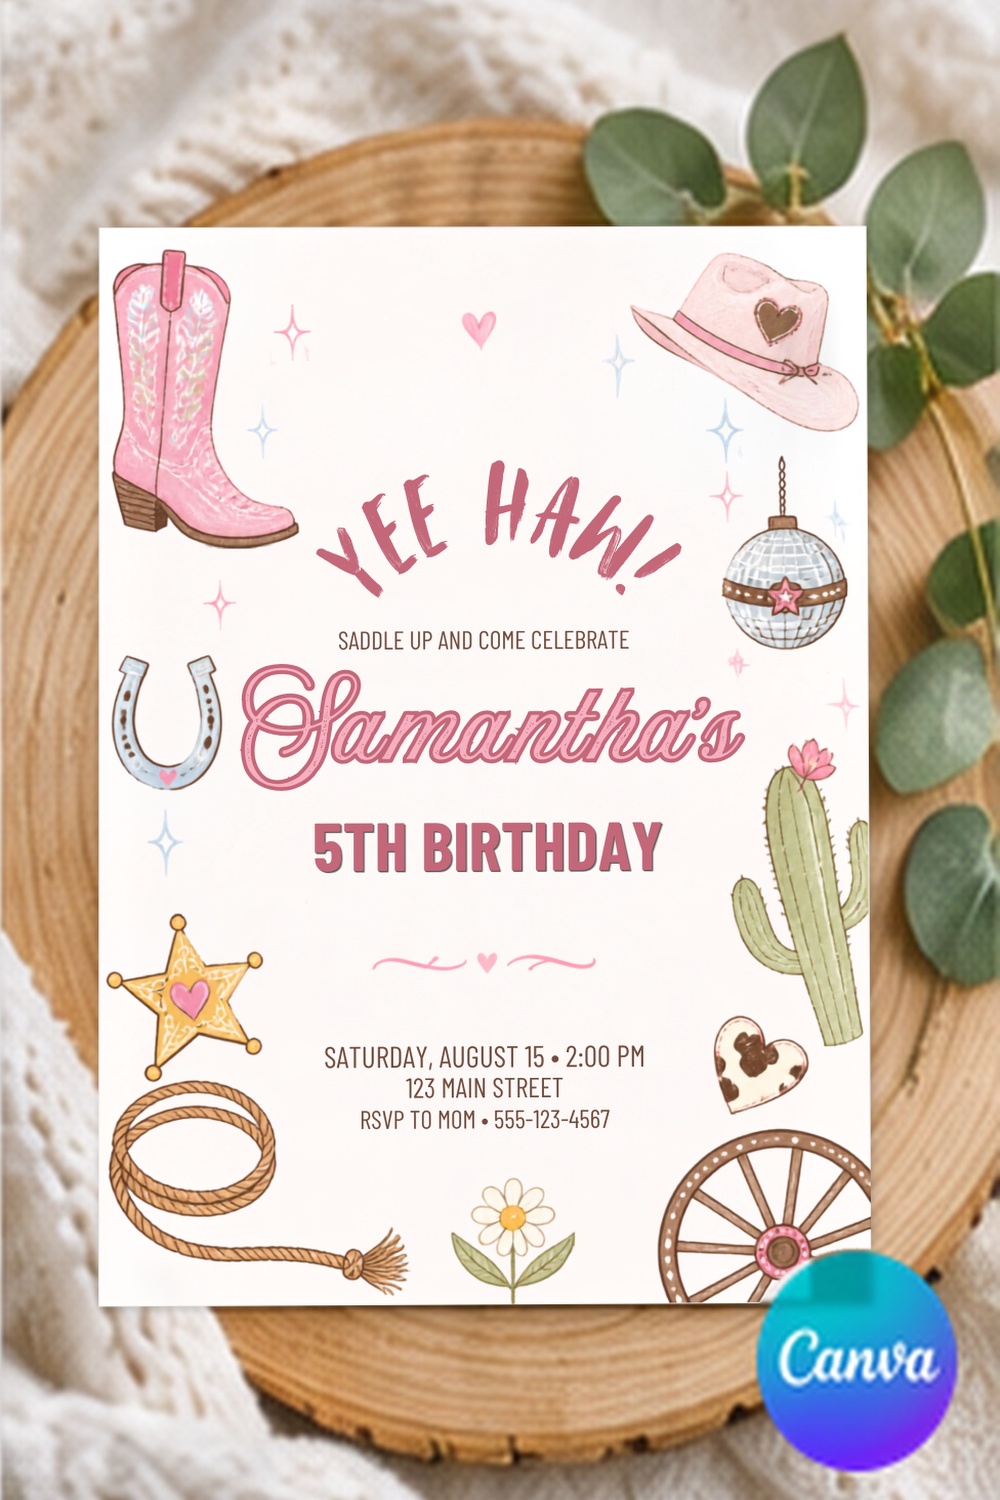 YEE HAW!
SADDLE UP AND COME CELEBRATE
Samantha's
5TH BIRTHDAY
SATURDAY, AUGUST 15 • 2:00 PM
123 MAIN STREET
RSVP TO MOM • 555-123-4567
Canva